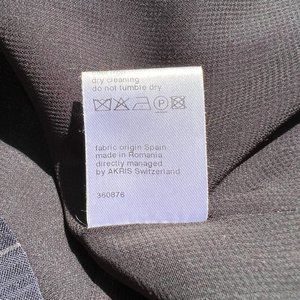 dry cleaning
do not tumble dry
P
fabric origin Spain
made in Romania
directly managed
by AKRIS Switzerland
360876